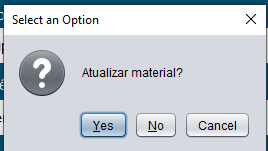 Select an Option
Atualizar material?
Yes
No
Cancel